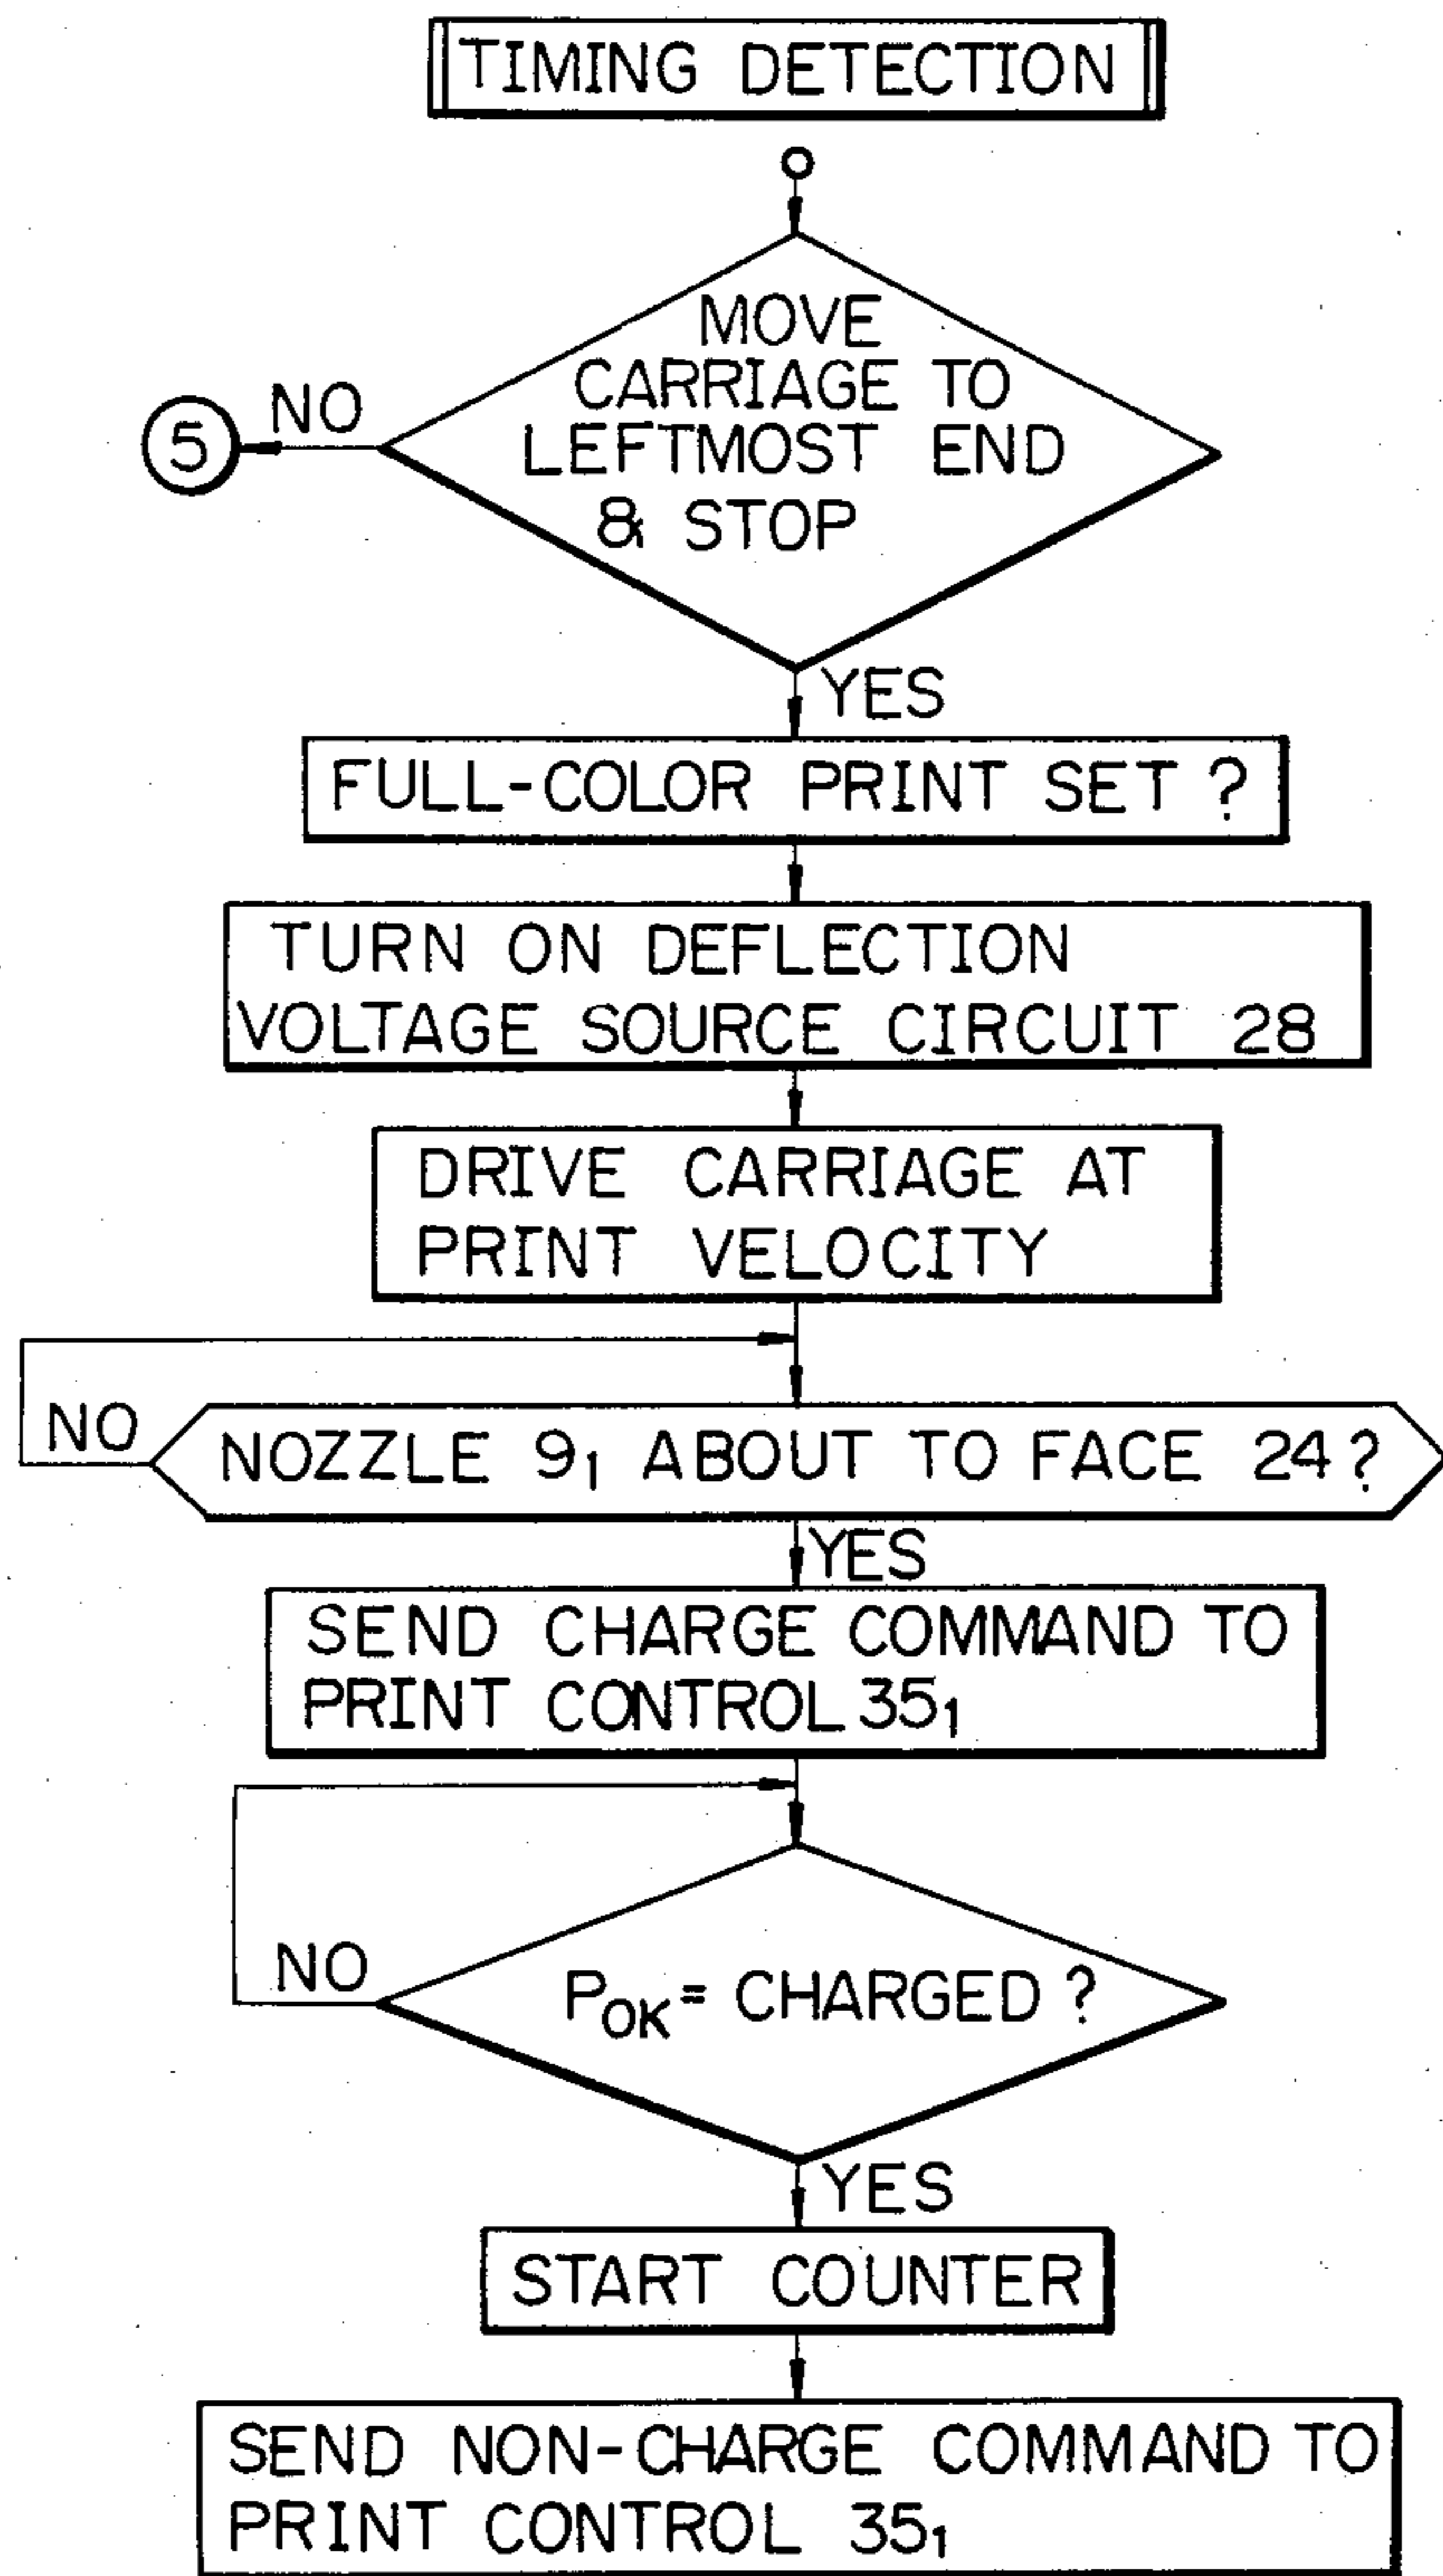 TIMING DETECTION
MOVE
CARRIAGE TO
LEFTMOST END
& STOP
NO
5
YES
FULL-COLOR PRINT SET ?
TURN ON DEFLECTION
VOLTAGE SOURCE CIRCUIT 28
DRIVE CARRIAGE AT
PRINT VELOCITY
NO
NOZZLE 9₁ ABOUT TO FACE 24 ?
YES
SEND CHARGE COMMAND TO
PRINT CONTROL 35₁
NO
P_OK = CHARGED ?
YES
START COUNTER
SEND NON-CHARGE COMMAND TO
PRINT CONTROL 35₁